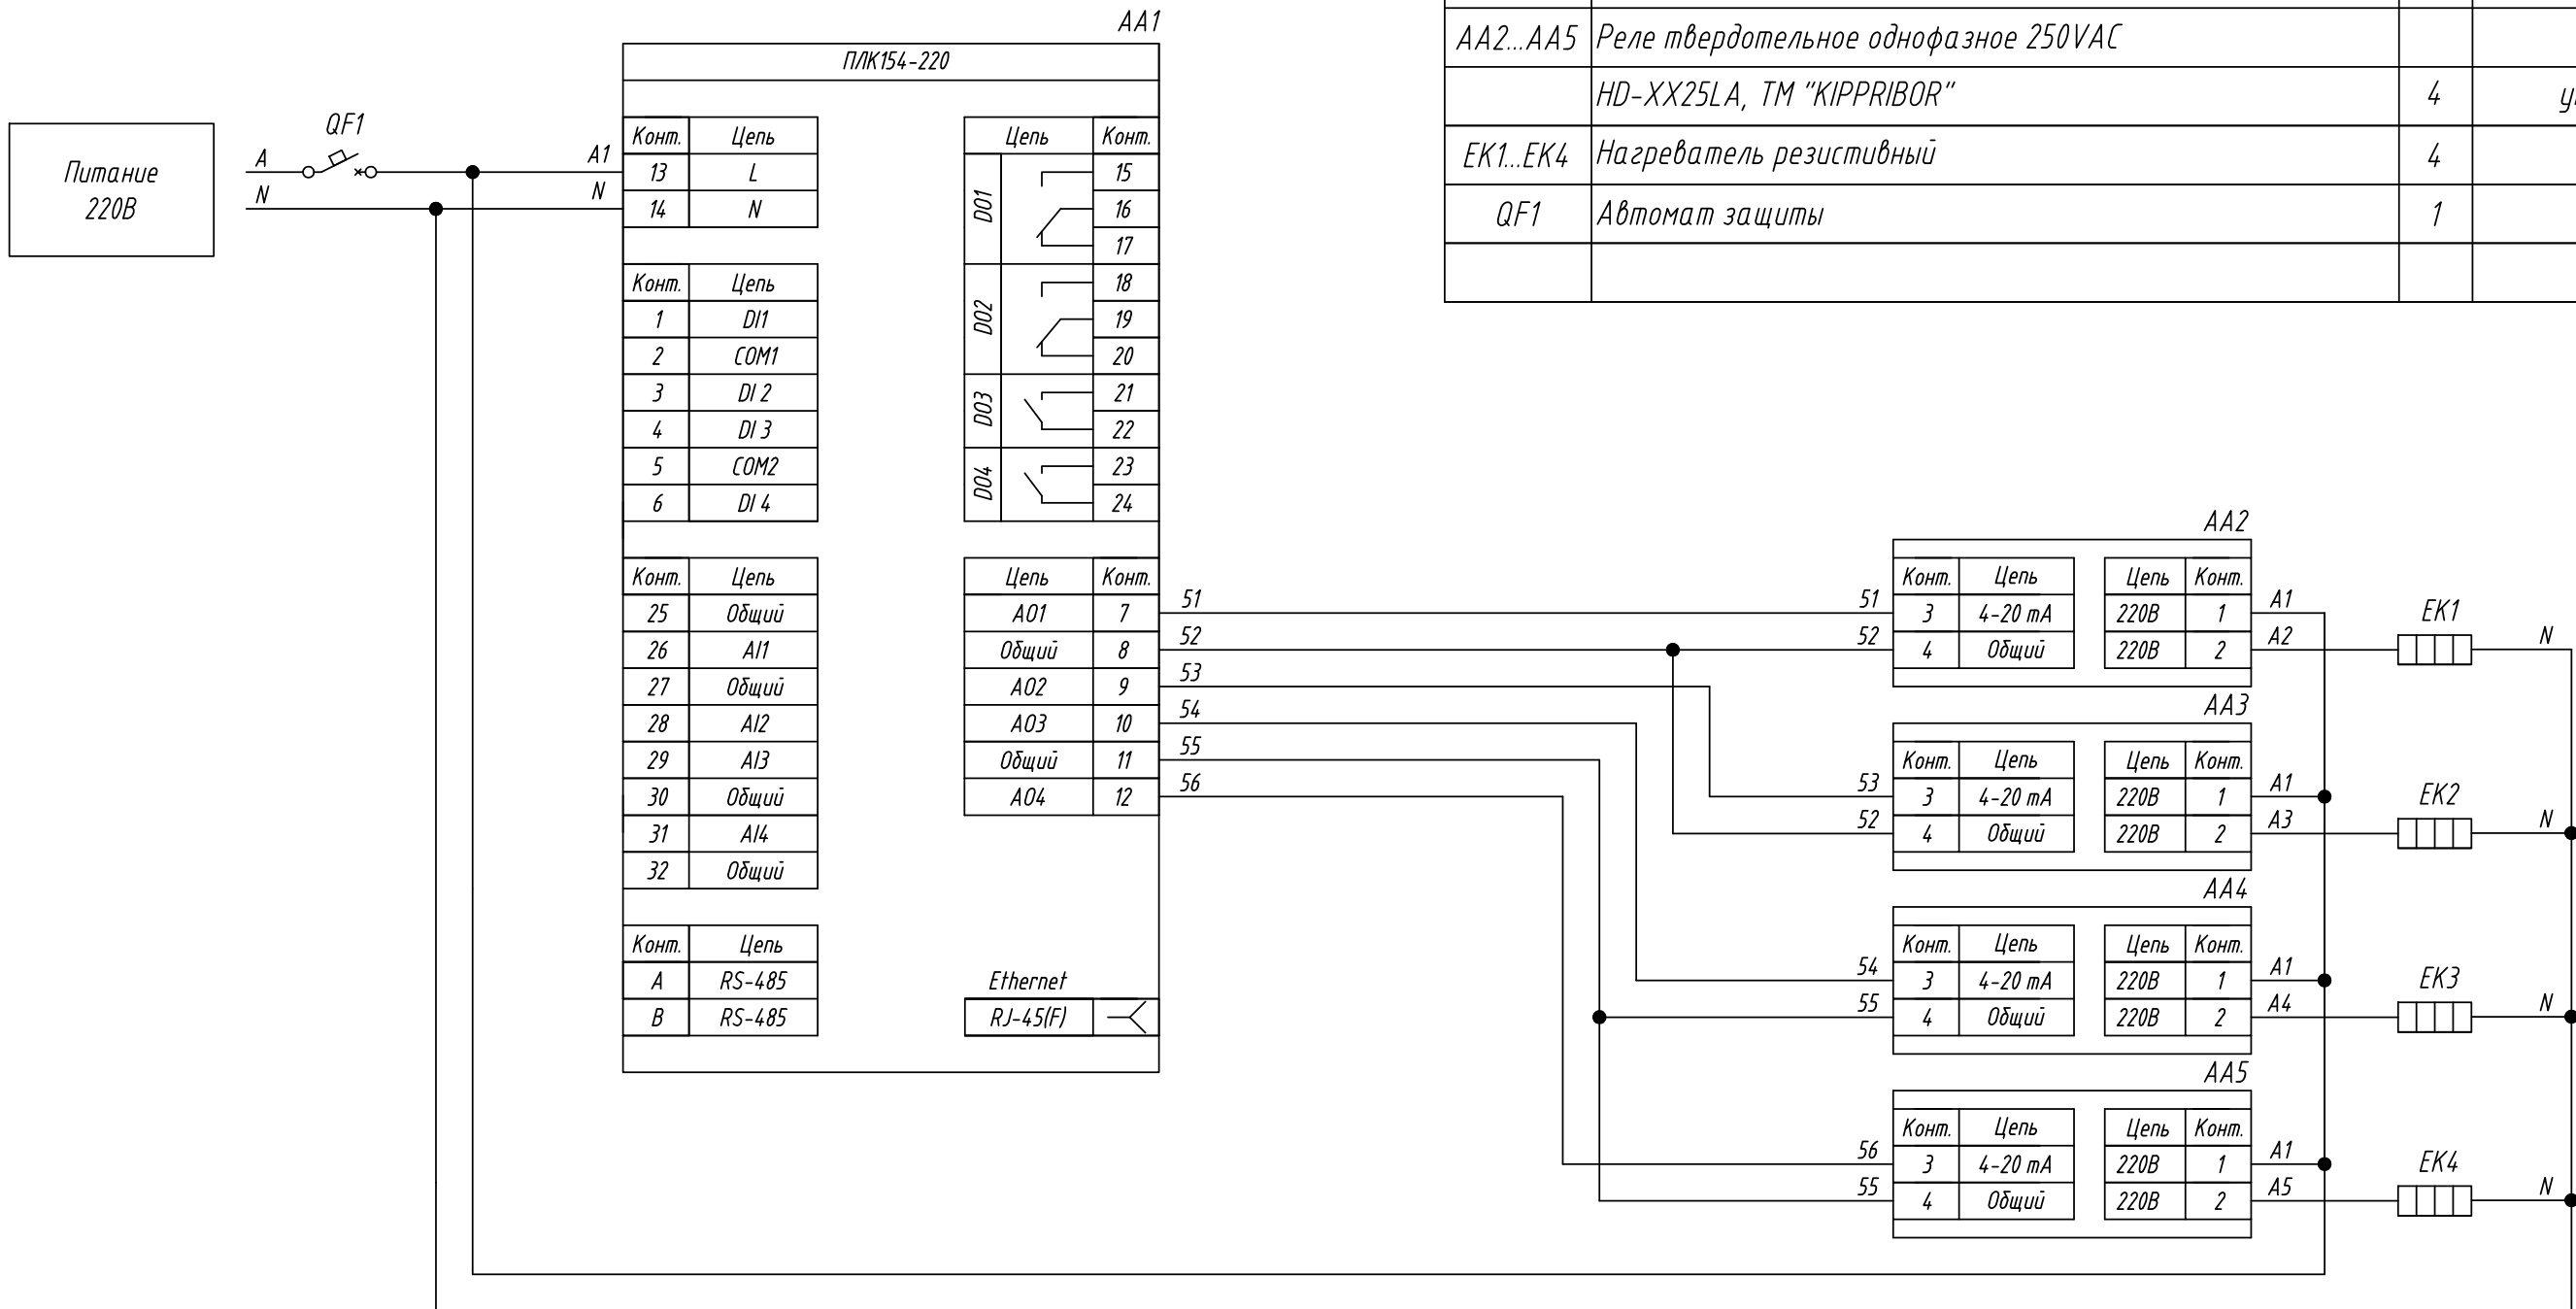 AA1
ПЛК154-220
Питание
220В
QF1
A
N
A1
N
Конт. Цепь
13 L
14 N
Конт. Цепь
1 DI1
2 COM1
3 DI 2
4 DI 3
5 COM2
6 DI 4
Конт. Цепь
25 Общий
26 AI1
27 Общий
28 AI2
29 AI3
30 Общий
31 AI4
32 Общий
Конт. Цепь
A RS-485
B RS-485
Цепь Конт.
DO1
15
16
17
DO2
18
19
20
DO3
21
22
DO4
23
24
Цепь Конт.
AO1 7
Общий 8
AO2 9
AO3 10
Общий 11
AO4 12
Ethernet
RJ-45(F)
51
52
53
54
55
56
AA2...AA5 Реле твердотельное однофазное 250VAC
HD-XX25LA, ТМ "KIPPRIBOR" 4
EK1...EK4 Нагреватель резистивный 4
QF1 Автомат защиты 1
AA2
51
52
Конт. Цепь Цепь Конт.
3 4-20 mA 220В 1
4 Общий 220В 2
A1
A2
EK1
N
AA3
53
52
Конт. Цепь Цепь Конт.
3 4-20 mA 220В 1
4 Общий 220В 2
A1
A3
EK2
N
AA4
54
55
Конт. Цепь Цепь Конт.
3 4-20 mA 220В 1
4 Общий 220В 2
A1
A4
EK3
N
AA5
56
55
Конт. Цепь Цепь Конт.
3 4-20 mA 220В 1
4 Общий 220В 2
A1
A5
EK4
N